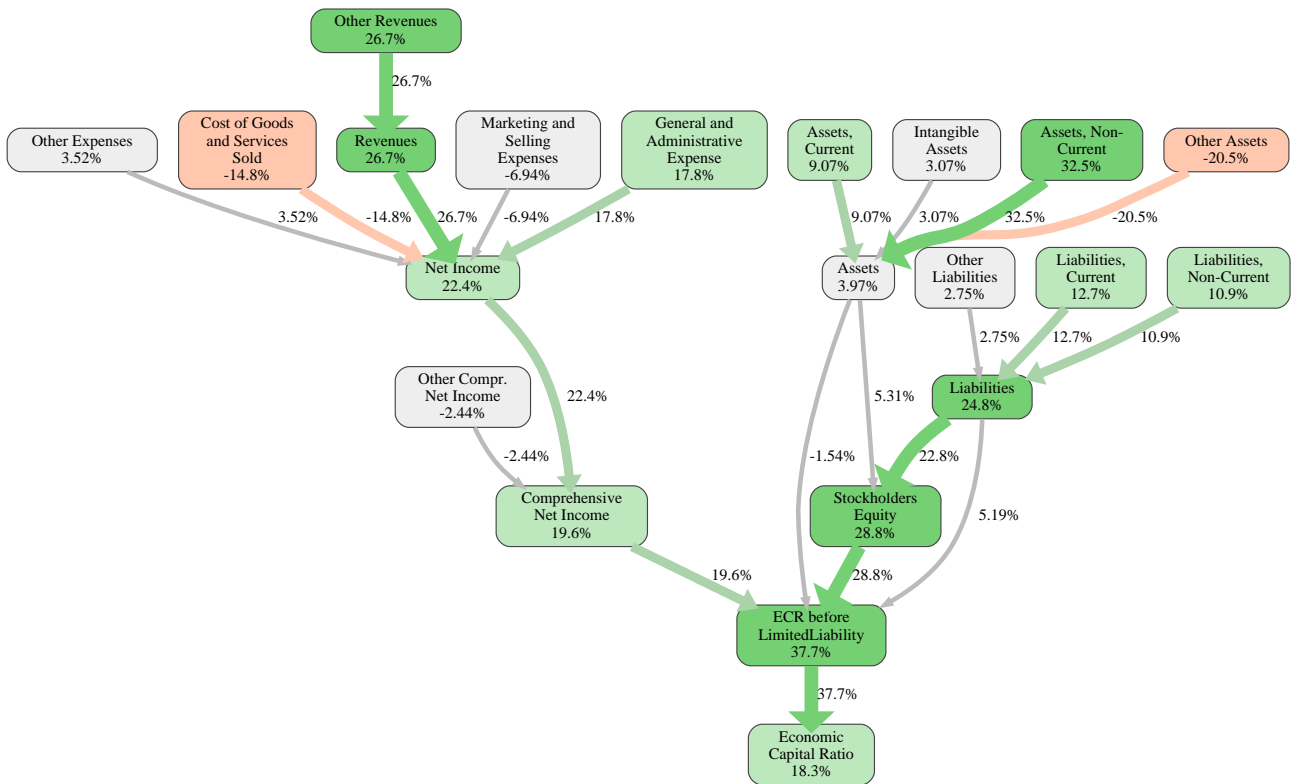 Other Revenues
26.7%
26.7%
Other Expenses
3.52%
Cost of Goods
and Services
Sold
-14.8%
Revenues
26.7%
Marketing and
Selling
Expenses
-6.94%
General and
Administrative
Expense
17.8%
Assets,
Current
9.07%
Intangible
Assets
3.07%
Assets, Non-
Current
32.5%
Other Assets
-20.5%
3.52%
-14.8%
26.7%
-6.94%
17.8%
9.07%
3.07%
32.5%
-20.5%
Net Income
22.4%
Assets
3.97%
Other
Liabilities
2.75%
Liabilities,
Current
12.7%
Liabilities,
Non-Current
10.9%
2.75%
12.7%
10.9%
Other Compr.
Net Income
-2.44%
22.4%
5.31%
Liabilities
24.8%
-2.44%
-1.54%
22.8%
Comprehensive
Net Income
19.6%
Stockholders
Equity
28.8%
5.19%
19.6%
28.8%
ECR before
LimitedLiability
37.7%
37.7%
Economic
Capital Ratio
18.3%